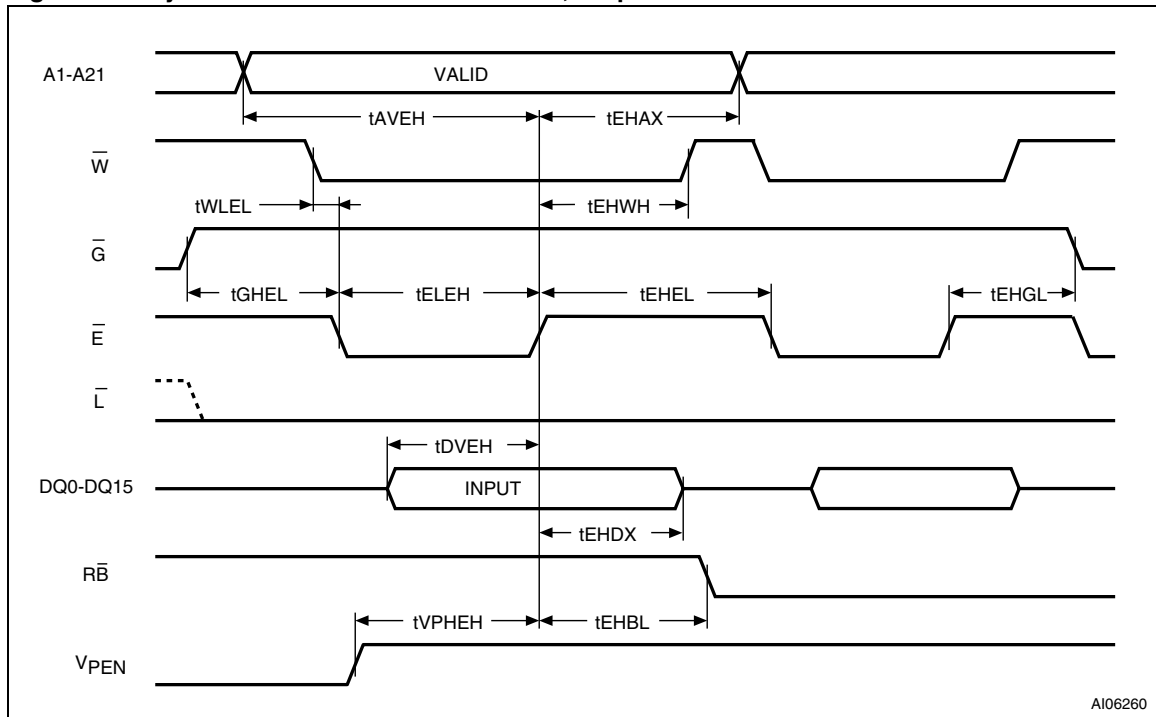 A1-A21
VALID
tAVEH
tEHAX
W̅
tWLEL
tEHWH
G̅
tGHEL
tELEH
tEHEL
tEHGL
E̅
L̅
tDVEH
DQ0-DQ15
INPUT
tEHDX
RB̅
tVPHEH
tEHBL
VPEN
AI06260